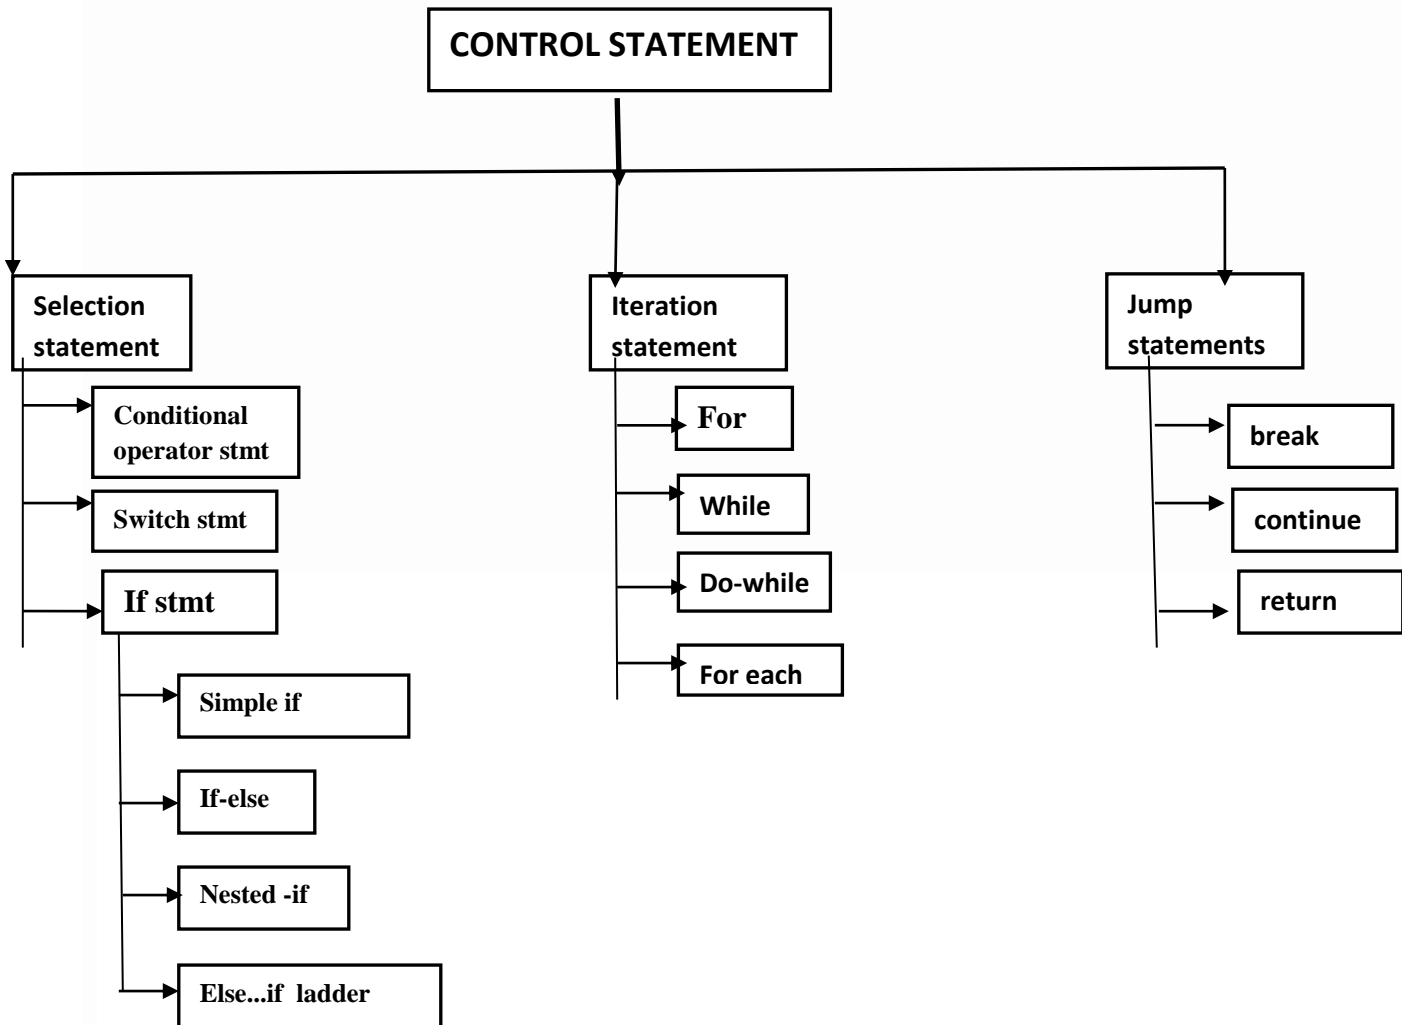 CONTROL STATEMENT
Selection
statement
Conditional
operator stmt
Switch stmt
If stmt
Simple if
If-else
Nested -if
Else...if ladder
Iteration
statement
For
While
Do-while
For each
Jump
statements
break
continue
return